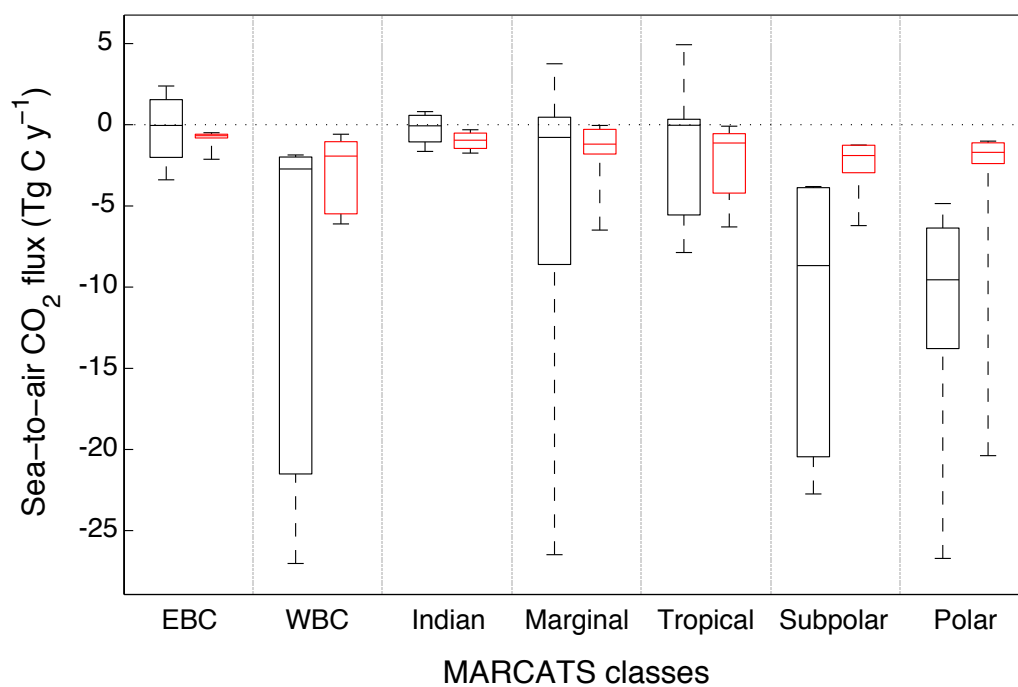 Sea−to−air CO2 flux (Tg C y−1)
5
0
-5
-10
-15
-20
-25
EBC WBC Indian Marginal Tropical Subpolar Polar
MARCATS classes